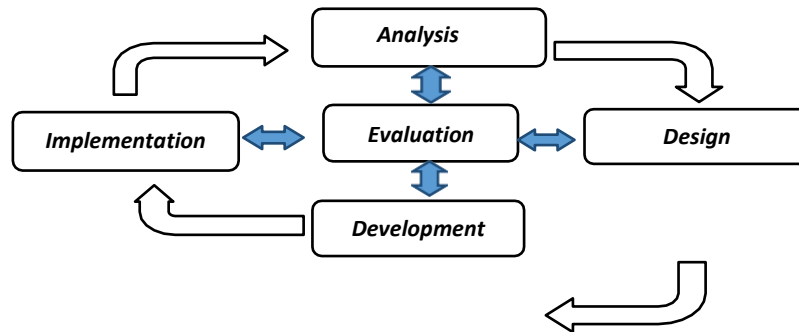 Analysis
Implementation
Evaluation
Design
Development